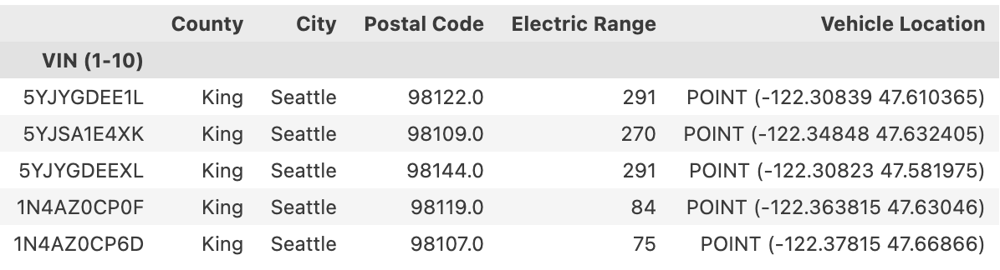 County City Postal Code Electric Range Vehicle Location
VIN (1-10)
5YJYGDEE1L King Seattle 98122.0 291 POINT (-122.30839 47.610365)
5YJSA1E4XK King Seattle 98109.0 270 POINT (-122.34848 47.632405)
5YJYGDEEXL King Seattle 98144.0 291 POINT (-122.30823 47.581975)
1N4AZ0CP0F King Seattle 98119.0 84 POINT (-122.363815 47.63046)
1N4AZ0CP6D King Seattle 98107.0 75 POINT (-122.37815 47.66866)